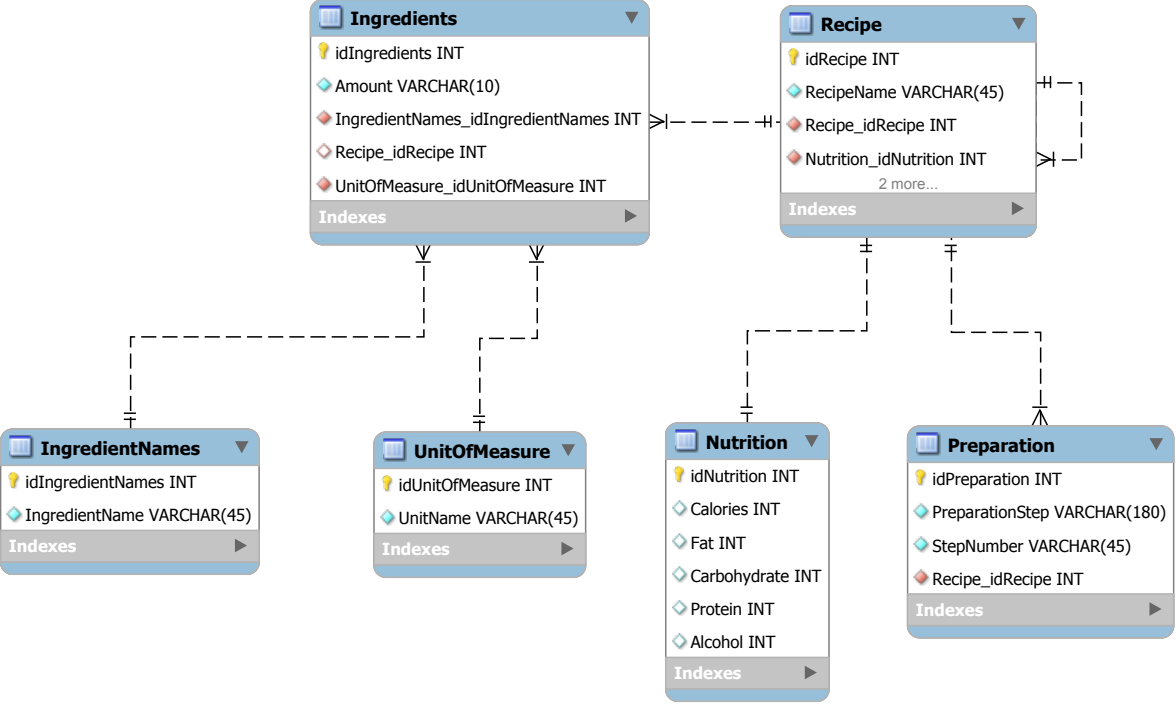 Ingredients
idIngredients INT
Amount VARCHAR(10)
IngredientNames_idIngredientNames INT
Recipe_idRecipe INT
UnitOfMeasure_idUnitOfMeasure INT
Indexes
Recipe
idRecipe INT
RecipeName VARCHAR(45)
Recipe_idRecipe INT
Nutrition_idNutrition INT
2 more...
Indexes
IngredientNames
idIngredientNames INT
IngredientName VARCHAR(45)
Indexes
UnitOfMeasure
idUnitOfMeasure INT
UnitName VARCHAR(45)
Indexes
Nutrition
idNutrition INT
Calories INT
Fat INT
Carbohydrate INT
Protein INT
Alcohol INT
Indexes
Preparation
idPreparation INT
PreparationStep VARCHAR(180)
StepNumber VARCHAR(45)
Recipe_idRecipe INT
Indexes